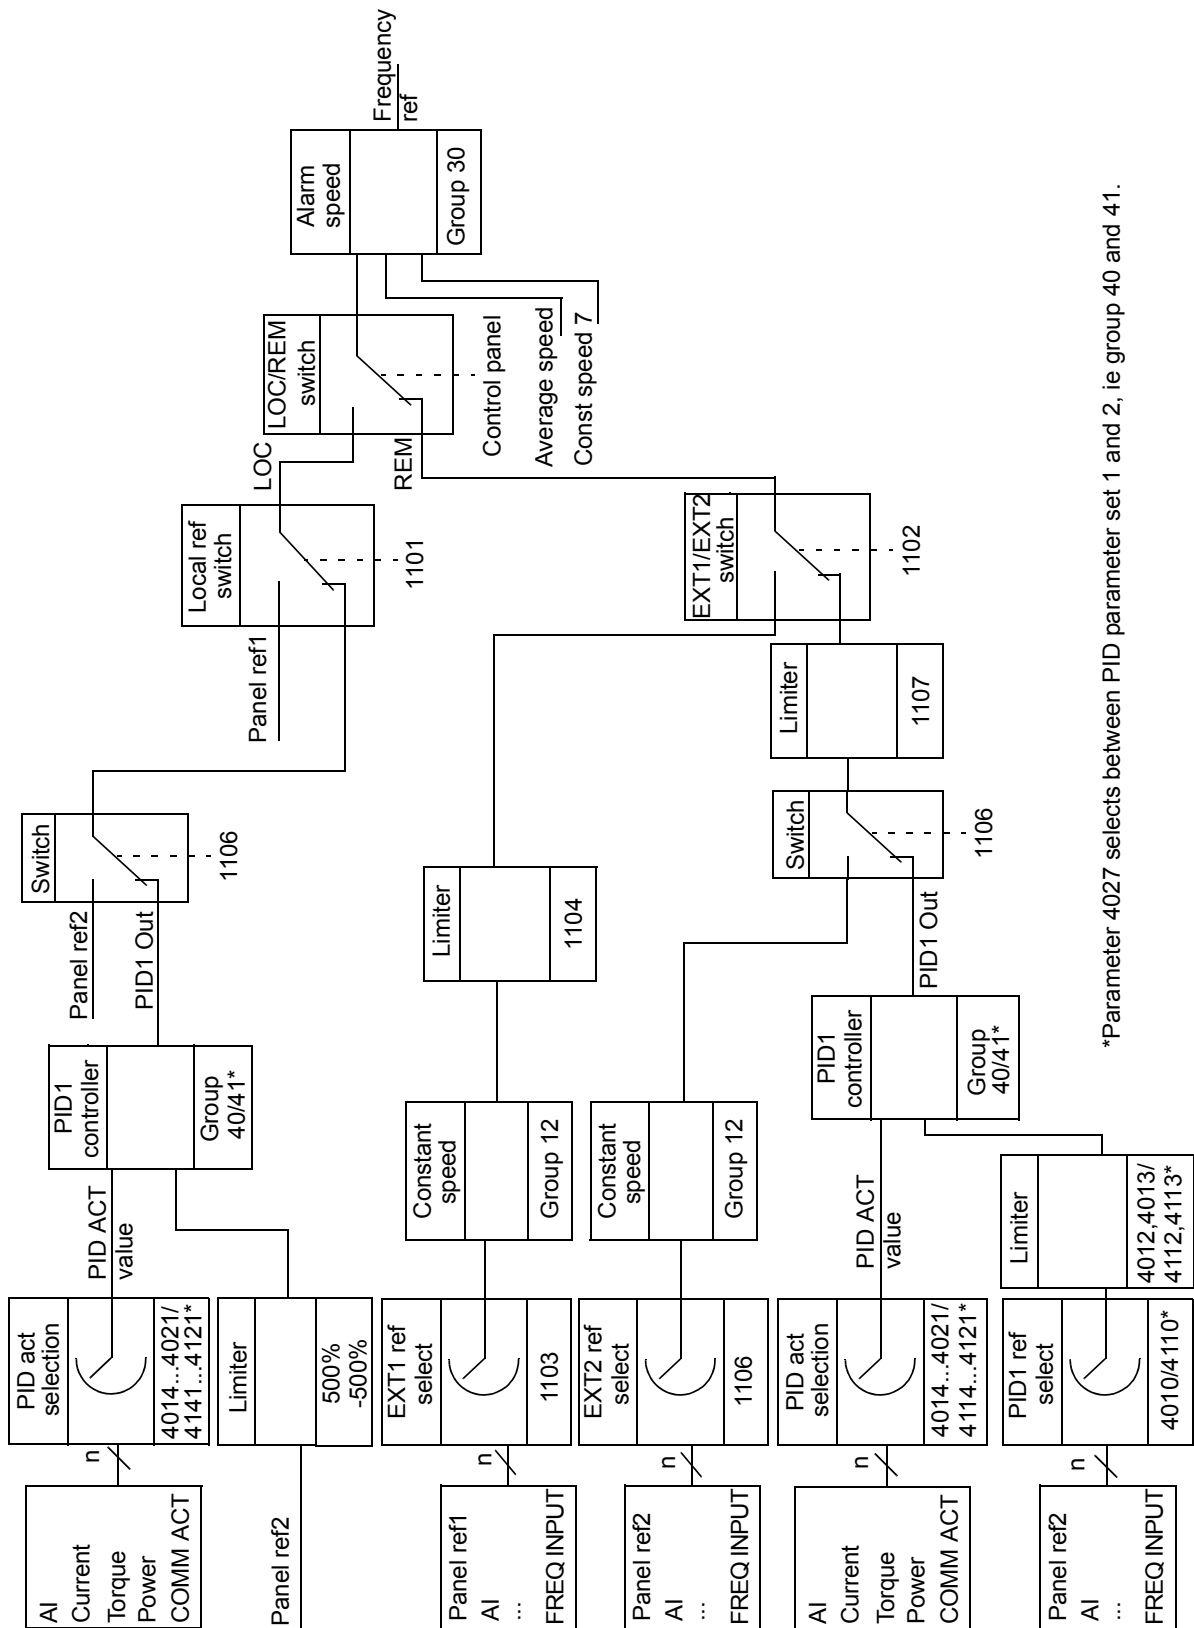 AI
Current
Torque
Power
COMM ACT
n
PID act
selection
4014...4021/
4141...4121*
PID ACT
value
PID1
controller
Group
40/41*
Panel ref2
PID1 Out
Switch
1106
Panel ref2
Limiter
500%
-500%
Panel ref1
Local ref
switch
1101
LOC
REM
LOC/REM
switch
Control panel
Average speed
Const speed 7
Alarm
speed
Group 30
Frequency
ref
Panel ref1
AI
...
FREQ INPUT
n
EXT1 ref
select
1103
Constant
speed
Group 12
Limiter
1104
EXT1/EXT2
switch
1102
Panel ref2
AI
...
FREQ INPUT
n
EXT2 ref
select
1106
Constant
speed
Group 12
Switch
1106
Limiter
1107
AI
Current
Torque
Power
COMM ACT
n
PID act
selection
4014...4021/
4114...4121*
PID ACT
value
PID1
controller
Group
40/41*
PID1 Out
Panel ref2
AI
...
FREQ INPUT
n
PID1 ref
select
4010/4110*
Limiter
4012,4013/
4112,4113*
*Parameter 4027 selects between PID parameter set 1 and 2, ie group 40 and 41.